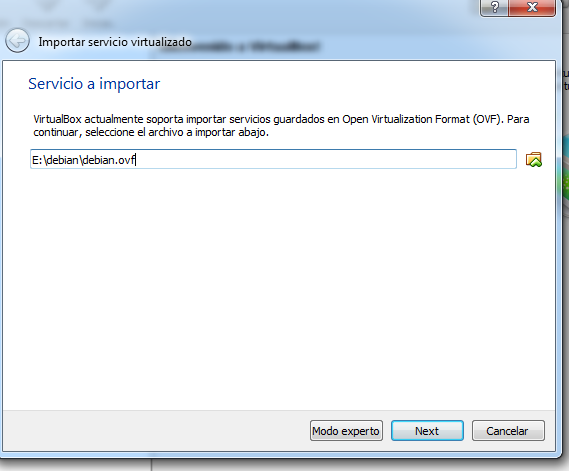 ?
X
Importar servicio virtualizado
Servicio a importar
VirtualBox actualmente soporta importar servicios guardados en Open Virtualization Format (OVF). Para
continuar, seleccione el archivo a importar abajo.
E:\debian\debian.ovf
Modo experto
Next
Cancelar